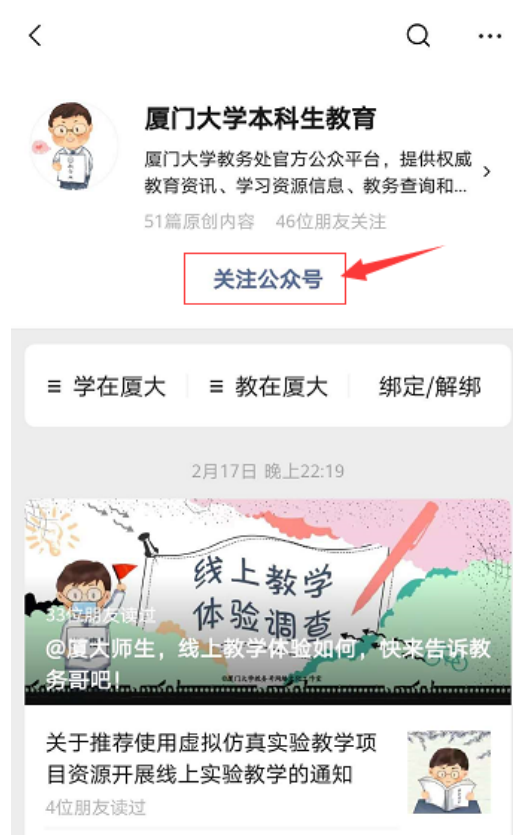 厦门大学本科生教育
厦门大学教务处官方公众平台，提供权威
教育资讯、学习资源信息、教务查询和...
51篇原创内容 46位朋友关注
关注公众号
学在厦大 教在厦大 绑定/解绑
2月17日 晚上22:19
线上教学
体验调查
33位朋友读过
@厦大师生，线上教学体验如何，快来告诉教
务哥吧！
关于推荐使用虚拟仿真实验教学项
目资源开展线上实验教学的通知
4位朋友读过